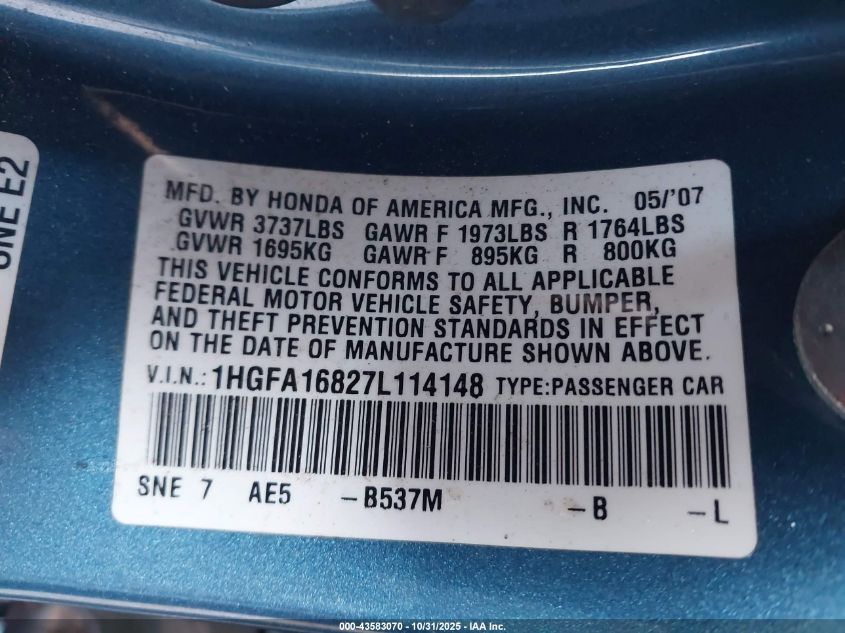 MFD. BY HONDA OF AMERICA MFG., INC. 05/'07
GVWR 3737LBS GAWR F 1973LBS R 1764LBS
GVWR 1695KG GAWR F 895KG R 800KG
THIS VEHICLE CONFORMS TO ALL APPLICABLE
FEDERAL MOTOR VEHICLE SAFETY, BUMPER,
AND THEFT PREVENTION STANDARDS IN EFFECT
ON THE DATE OF MANUFACTURE SHOWN ABOVE.
V.I.N.: 1HGFA16827L114148 TYPE:PASSENGER CAR
SNE 7 AE5 -B537M -B -L
ONE E2
000-43583070 - 10/31/2025 - IAA Inc.